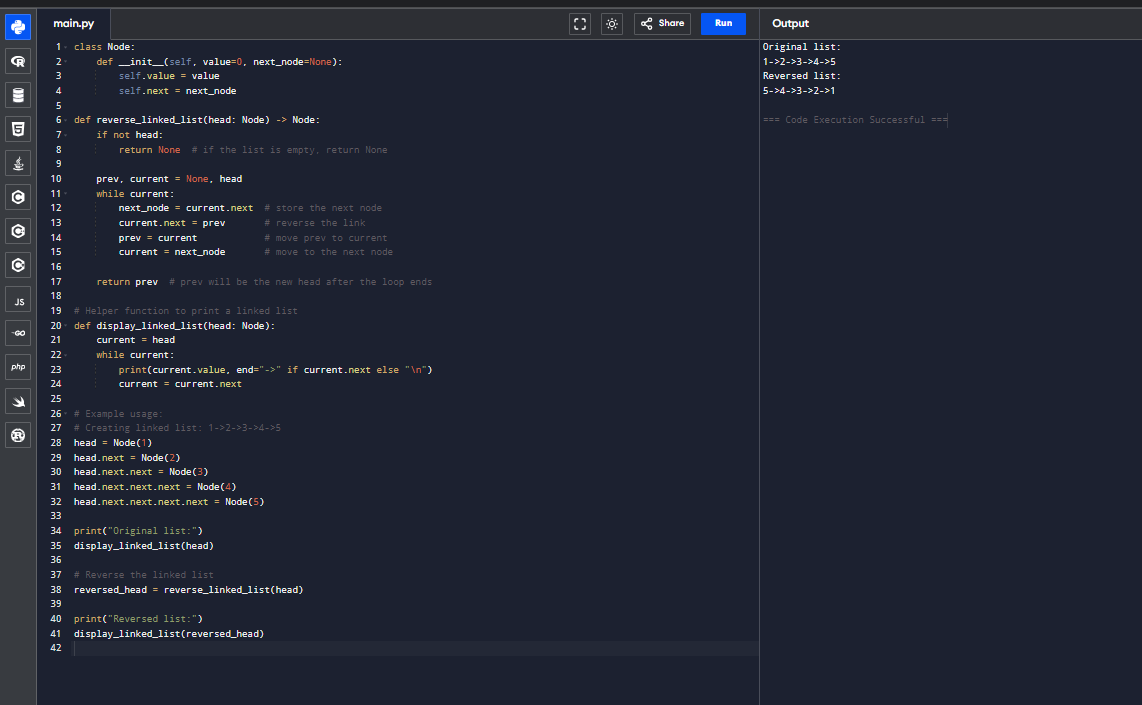 main.py
Share
Run
Output
1 class Node:
2     def __init__(self, value=0, next_node=None):
3         self.value = value
4         self.next = next_node
5
6 def reverse_linked_list(head: Node) -> Node:
7     if not head:
8         return None  # if the list is empty, return None
9
10     prev, current = None, head
11     while current:
12         next_node = current.next  # store the next node
13         current.next = prev       # reverse the link
14         prev = current            # move prev to current
15         current = next_node       # move to the next node
16
17     return prev  # prev will be the new head after the loop ends
18
19 # Helper function to print a linked list
20 def display_linked_list(head: Node):
21     current = head
22     while current:
23         print(current.value, end="->" if current.next else "\n")
24         current = current.next
25
26 # Example usage:
27 # Creating linked list: 1->2->3->4->5
28 head = Node(1)
29 head.next = Node(2)
30 head.next.next = Node(3)
31 head.next.next.next = Node(4)
32 head.next.next.next.next = Node(5)
33
34 print("Original list:")
35 display_linked_list(head)
36
37 # Reverse the linked list
38 reversed_head = reverse_linked_list(head)
39
40 print("Reversed list:")
41 display_linked_list(reversed_head)
42
Original list:
1->2->3->4->5
Reversed list:
5->4->3->2->1
=== Code Execution Successful ===
R
5
C
C
C
JS
GO
php